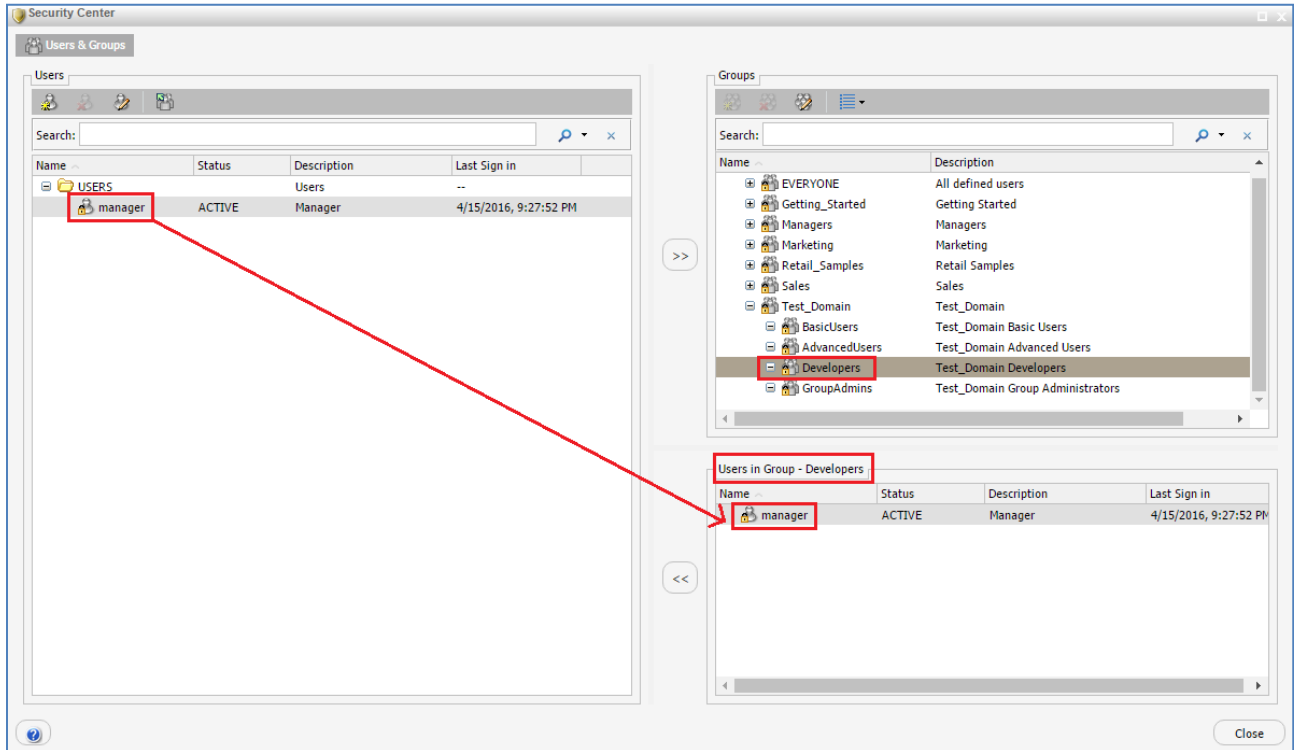 Security Center
Users & Groups
Users
Search:
Name Status Description Last Sign in
USERS Users --
manager ACTIVE Manager 4/15/2016, 9:27:52 PM
>>
<<
Groups
Search:
Name Description
EVERYONE All defined users
Getting_Started Getting Started
Managers Managers
Marketing Marketing
Retail_Samples Retail Samples
Sales Sales
Test_Domain Test_Domain
BasicUsers Test_Domain Basic Users
AdvancedUsers Test_Domain Advanced Users
Developers Test_Domain Developers
GroupAdmins Test_Domain Group Administrators
Users in Group - Developers
Name Status Description Last Sign in
manager ACTIVE Manager 4/15/2016, 9:27:52 PM
Close